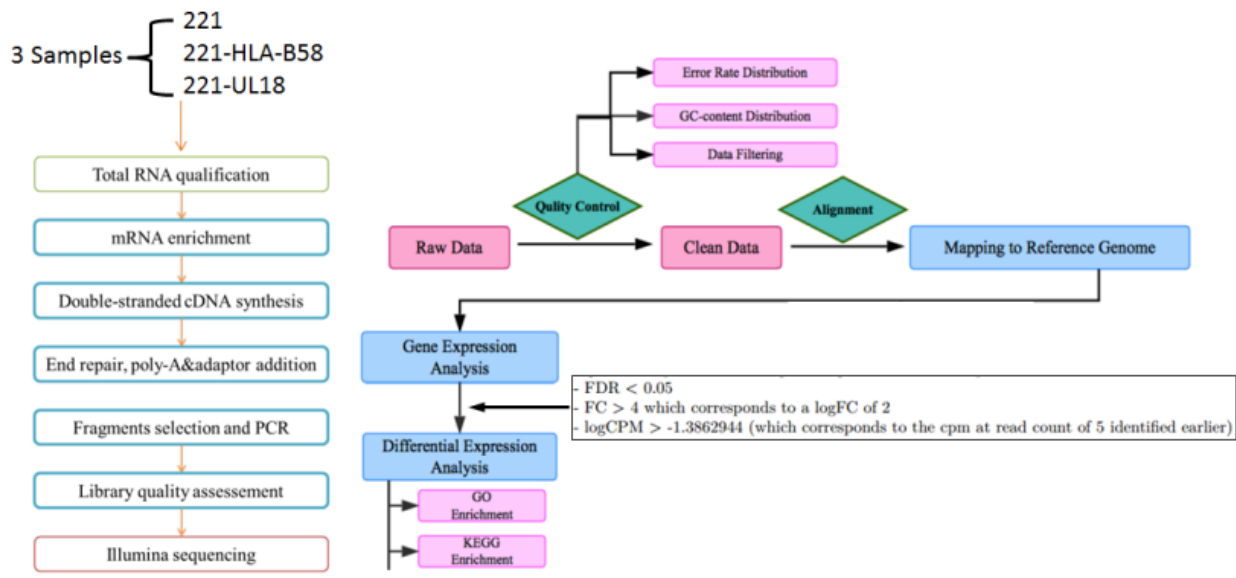 3 Samples
221
221-HLA-B58
221-UL18
Total RNA qualification
mRNA enrichment
Double-stranded cDNA synthesis
End repair, poly-A&adaptor addition
Fragments selection and PCR
Library quality assessement
Illumina sequencing
Error Rate Distribution
GC-content Distribution
Data Filtering
Qulity Control
Alignment
Raw Data
Clean Data
Mapping to Reference Genome
Gene Expression
Analysis
- FDR < 0.05
- FC > 4 which corresponds to a logFC of 2
- logCPM > -1.3862944 (which corresponds to the cpm at read count of 5 identified earlier)
Differential Expression
Analysis
GO
Enrichment
KEGG
Enrichment